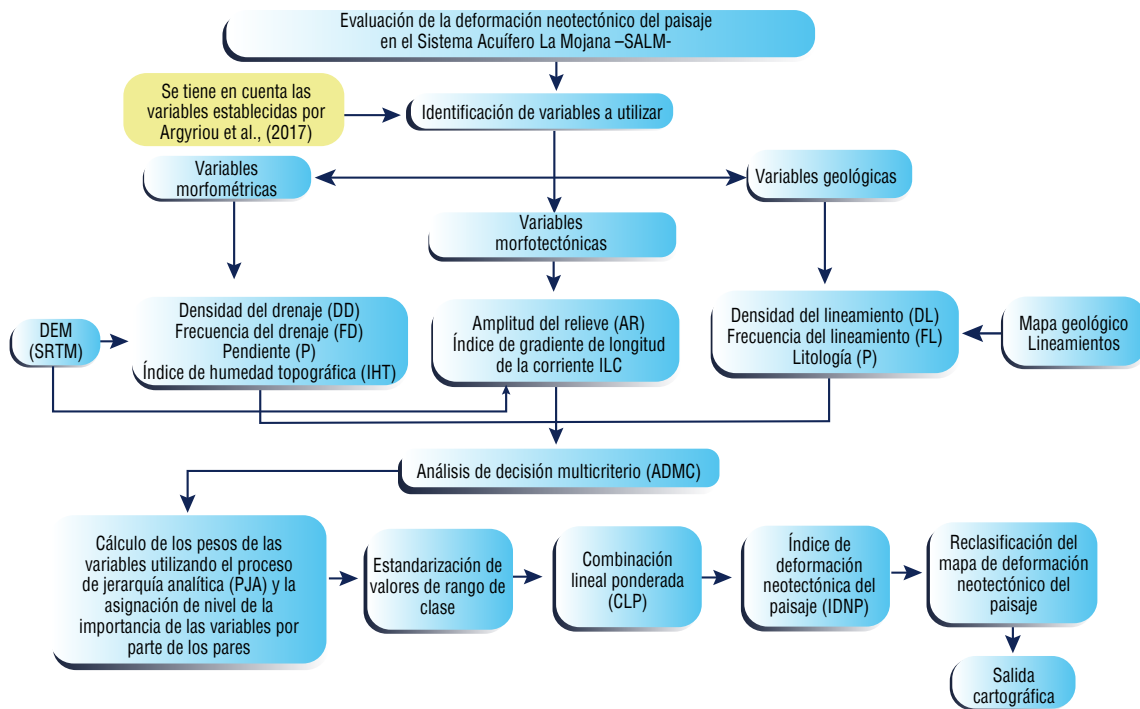 Evaluación de la deformación neotectónico del paisaje
en el Sistema Acuífero La Mojana –SALM-
Se tiene en cuenta las
variables establecidas por
Argyriou et al., (2017)
Identificación de variables a utilizar
Variables
morfométricas
Variables geológicas
Variables
morfotectónicas
DEM
(SRTM)
Densidad del drenaje (DD)
Frecuencia del drenaje (FD)
Pendiente (P)
Índice de humedad topográfica (IHT)
Amplitud del relieve (AR)
Índice de gradiente de longitud
de la corriente ILC
Densidad del lineamiento (DL)
Frecuencia del lineamiento (FL)
Litología (P)
Mapa geológico
Lineamientos
Análisis de decisión multicriterio (ADMC)
Cálculo de los pesos de las
variables utilizando el proceso
de jerarquía analítica (PJA) y la
asignación de nivel de la
importancia de las variables por
parte de los pares
Estandarización de
valores de rango de
clase
Combinación
lineal ponderada
(CLP)
Índice de
deformación
neotectónica del
paisaje (IDNP)
Reclasificación del
mapa de deformación
neotectónico del
paisaje
Salida
cartográfica